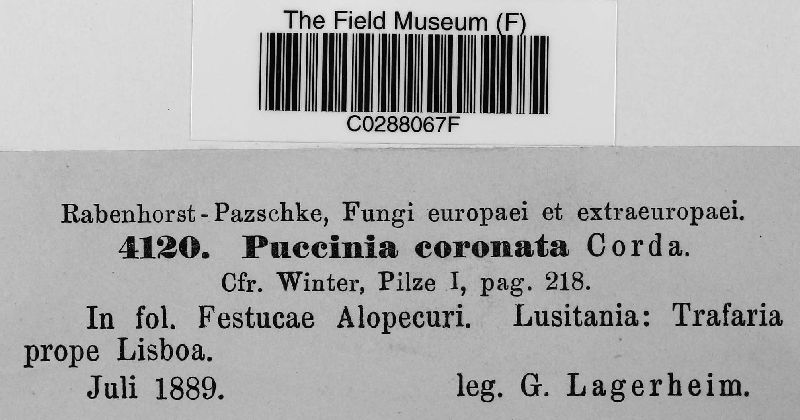 The Field Museum (F)
C0288067F
Rabenhorst-Pazschke, Fungi europaei et extraeuropaei.
4120. Puccinia coronata Corda.
Cfr. Winter, Pilze I, pag. 218.
In fol. Festucae Alopecuri. Lusitania: Trafaria
prope Lisboa.
Juli 1889. leg. G. Lagerheim.